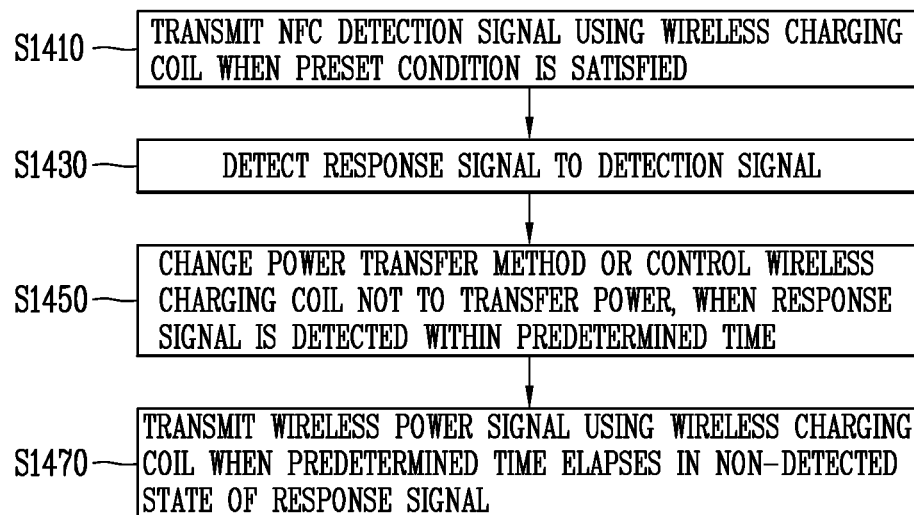 S1410
TRANSMIT NFC DETECTION SIGNAL USING WIRELESS CHARGING
COIL WHEN PRESET CONDITION IS SATISFIED
S1430
DETECT RESPONSE SIGNAL TO DETECTION SIGNAL
S1450
CHANGE POWER TRANSFER METHOD OR CONTROL WIRELESS
CHARGING COIL NOT TO TRANSFER POWER, WHEN RESPONSE
SIGNAL IS DETECTED WITHIN PREDETERMINED TIME
S1470
TRANSMIT WIRELESS POWER SIGNAL USING WIRELESS CHARGING
COIL WHEN PREDETERMINED TIME ELAPSES IN NON-DETECTED
STATE OF RESPONSE SIGNAL